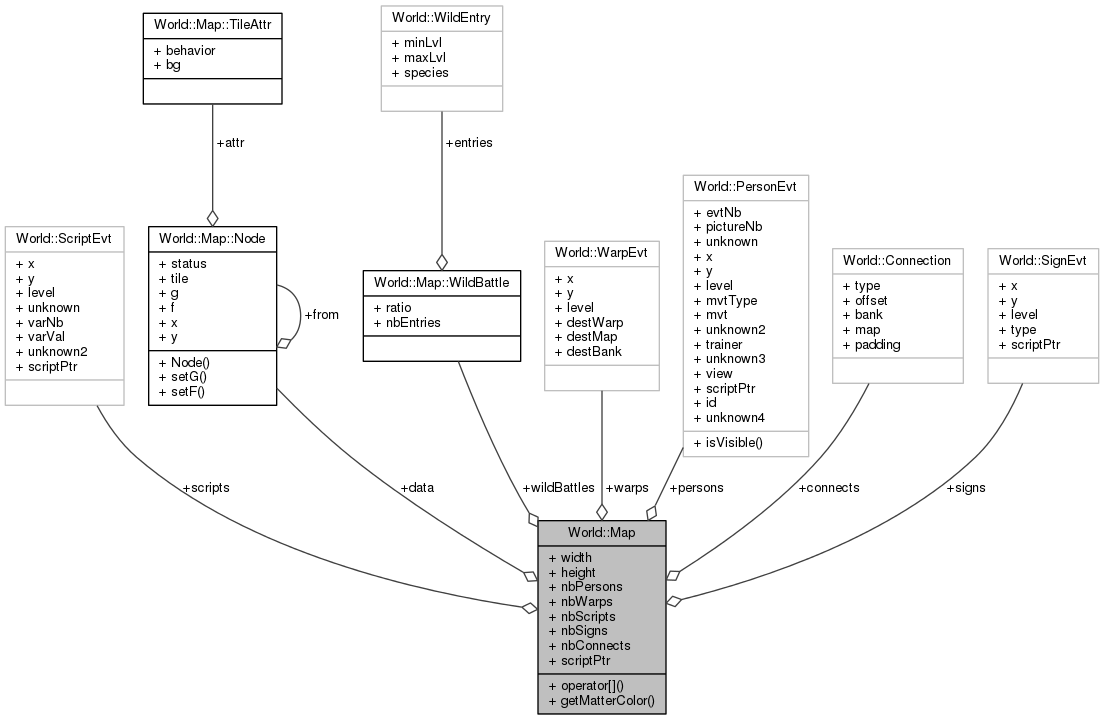 World::Map::TileAttr
+ behavior
+ bg
World::WildEntry
+ minLvl
+ maxLvl
+ species
+attr
+entries
World::ScriptEvt
+ x
+ y
+ level
+ unknown
+ varNb
+ varVal
+ unknown2
+ scriptPtr
World::Map::Node
+ status
+ tile
+ g
+ f
+ x
+ y
+ Node()
+ setG()
+ setF()
+from
World::Map::WildBattle
+ ratio
+ nbEntries
World::WarpEvt
+ x
+ y
+ level
+ destWarp
+ destMap
+ destBank
World::PersonEvt
+ evtNb
+ pictureNb
+ unknown
+ x
+ y
+ level
+ mvtType
+ mvt
+ unknown2
+ trainer
+ unknown3
+ view
+ scriptPtr
+ id
+ unknown4
+ isVisible()
World::Connection
+ type
+ offset
+ bank
+ map
+ padding
World::SignEvt
+ x
+ y
+ level
+ type
+ scriptPtr
+scripts
+data
+wildBattles
+warps
+persons
+connects
+signs
World::Map
+ width
+ height
+ nbPersons
+ nbWarps
+ nbScripts
+ nbSigns
+ nbConnects
+ scriptPtr
+ operator[]()
+ getMatterColor()